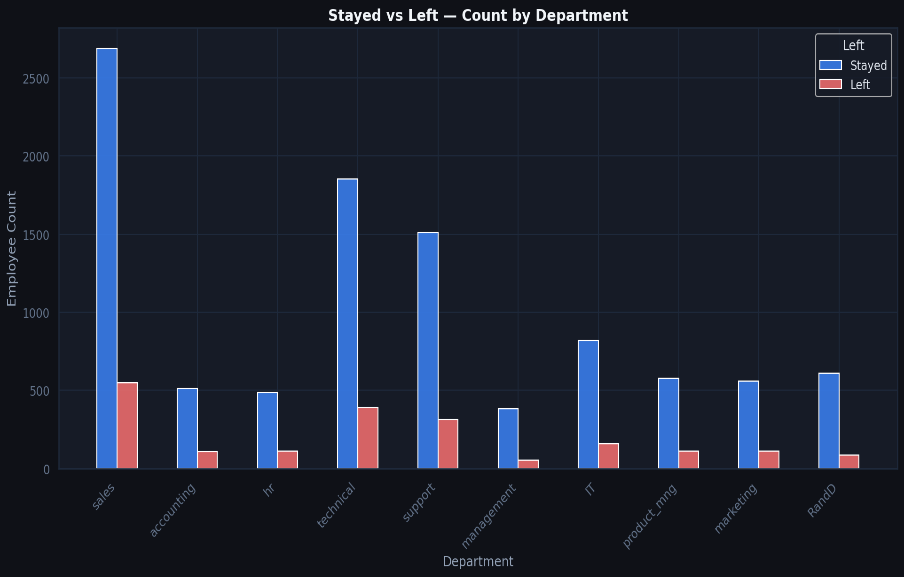 Stayed vs Left — Count by Department
Left
Stayed
Left
Employee Count
2500
2000
1500
1000
500
0
sales
accounting
hr
technical
support
management
IT
product_mng
marketing
RandD
Department